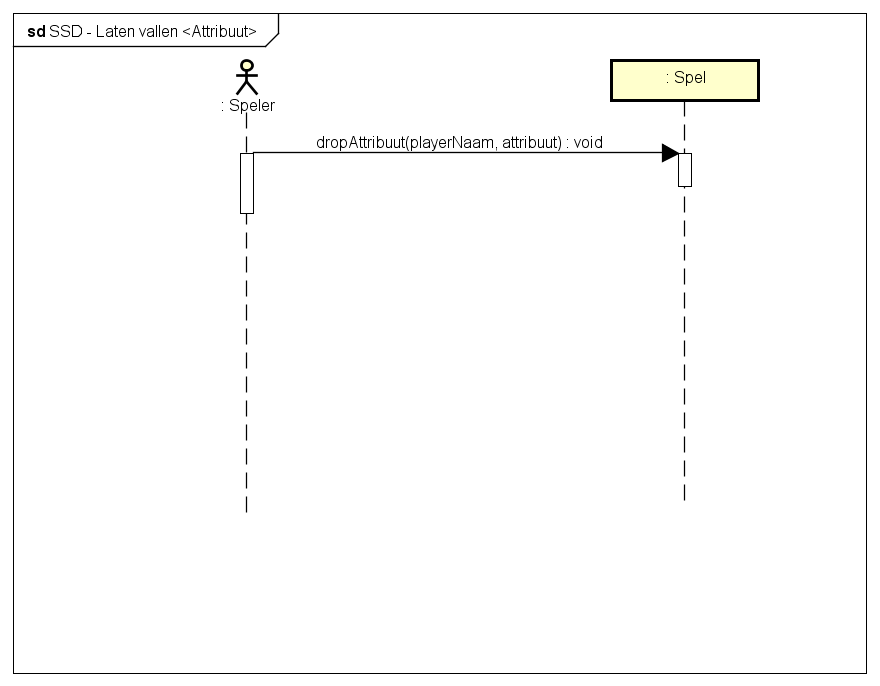 sd SSD - Laten vallen <Attribuut>
: Speler
: Spel
dropAttribuut(playerNaam, attribuut) : void